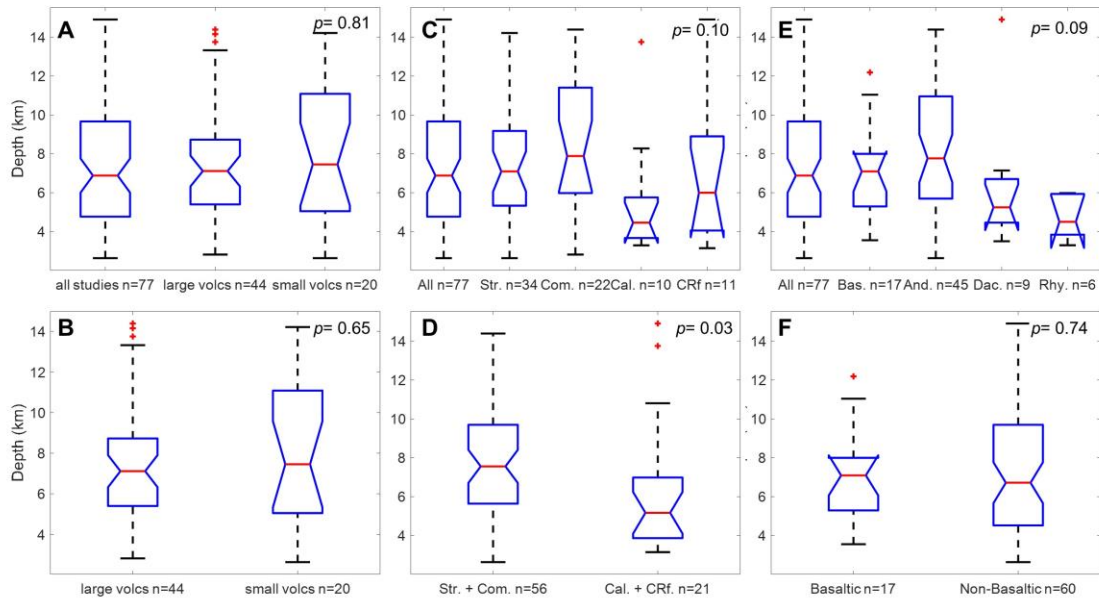 A
p= 0.81
C
p= 0.10
E
p= 0.09
14
12
10
8
6
4
Depth (km)
14
12
10
8
6
4
14
12
10
8
6
4
all studies n=77 large volcs n=44 small volcs n=20
All n=77 Str. n=34 Com. n=22 Cal. n=10 CRf n=11
All n=77 Bas. n=17 And. n=45 Dac. n=9 Rhy. n=6
B
p= 0.65
D
p= 0.03
F
p= 0.74
14
12
10
8
6
4
Depth (km)
14
12
10
8
6
4
14
12
10
8
6
4
large volcs n=44 small volcs n=20
Str. + Com. n=56 Cal. + CRf. n=21
Basaltic n=17 Non-Basaltic n=60